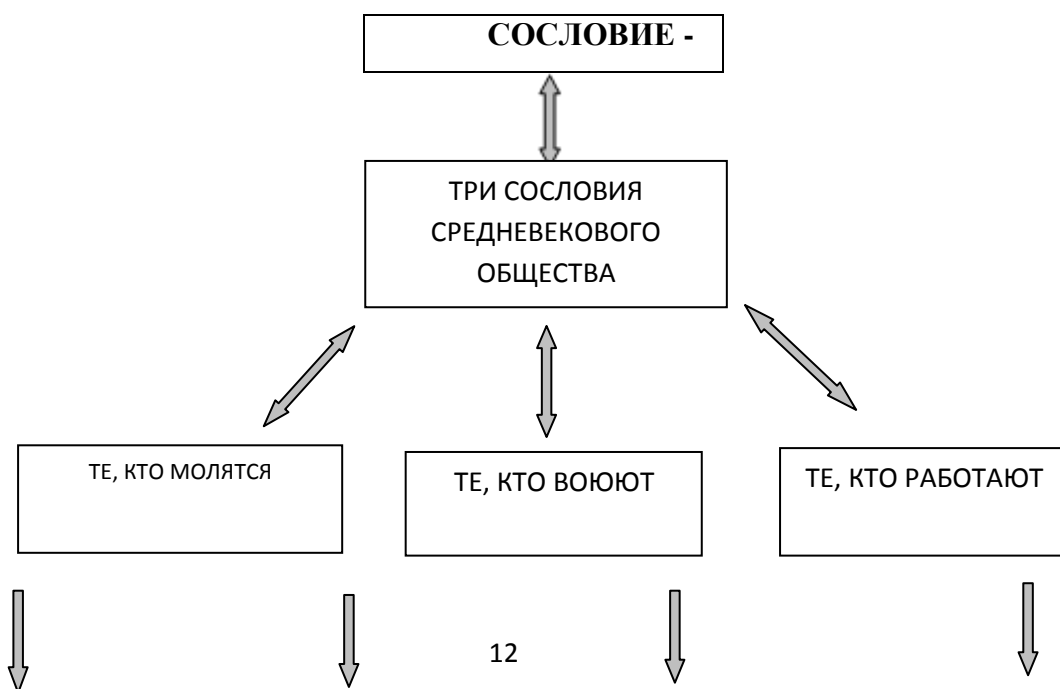 СОСЛОВИЕ -
ТРИ СОСЛОВИЯ
СРЕДНЕВЕКОВОГО
ОБЩЕСТВА
ТЕ, КТО МОЛЯТСЯ
ТЕ, КТО ВОЮЮТ
ТЕ, КТО РАБОТАЮТ
12